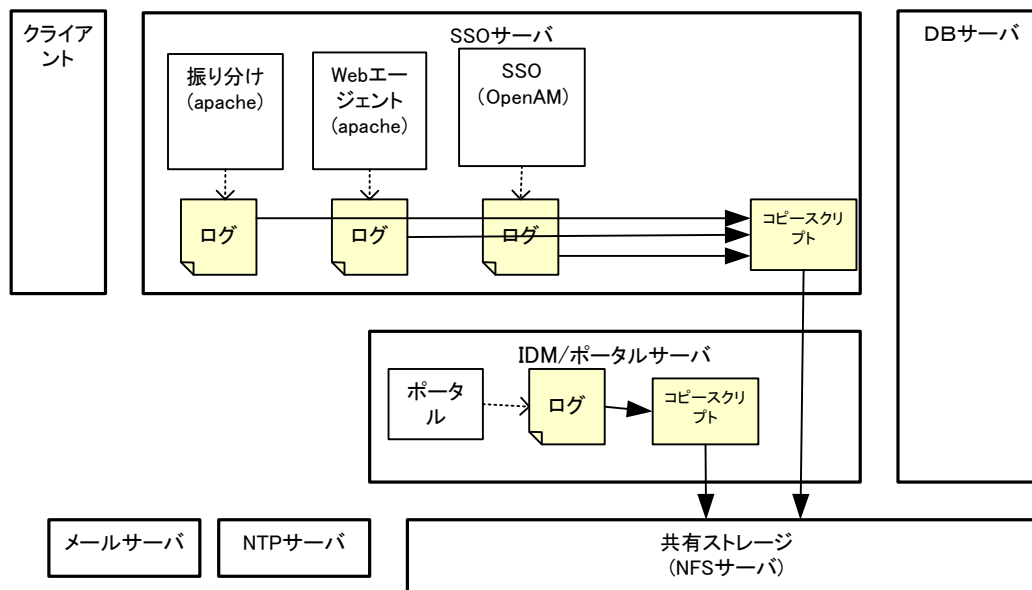 クライア
ント
SSOサーバ
DBサーバ
振り分け
(apache)
Webエー
ジェント
(apache)
SSO
(OpenAM)
ログ
ログ
ログ
コピースクリ
プト
IDM/ポータルサーバ
ポータ
ル
ログ
コピースクリ
プト
メールサーバ
NTPサーバ
共有ストレージ
(NFSサーバ)